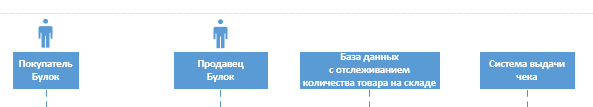 Покупатель
Булок
Продавец
Булок
База данных
с отслеживанием
количества товара на складе
Система выдачи
чека